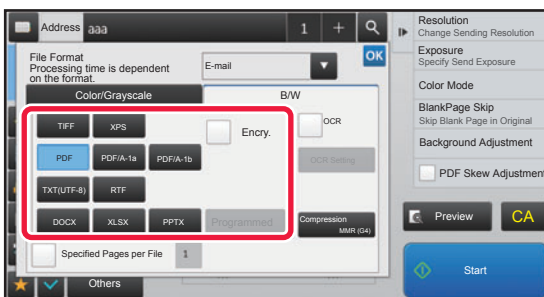 Address aaa 1 +
File Format
Processing time is dependent
on the format.
E-mail
OK
Color/Grayscale
B/W
TIFF XPS
Encry.
OCR
PDF PDF/A-1a PDF/A-1b
OCR Setting
TXT(UTF-8) RTF
DOCX XLSX PPTX
Programmed
Compression
MMR (G4)
Specified Pages per File 1
Others
Resolution
Change Sending Resolution
Exposure
Specify Send Exposure
Color Mode
BlankPage Skip
Skip Blank Page in Original
Background Adjustment
PDF Skew Adjustment
Preview CA
Start